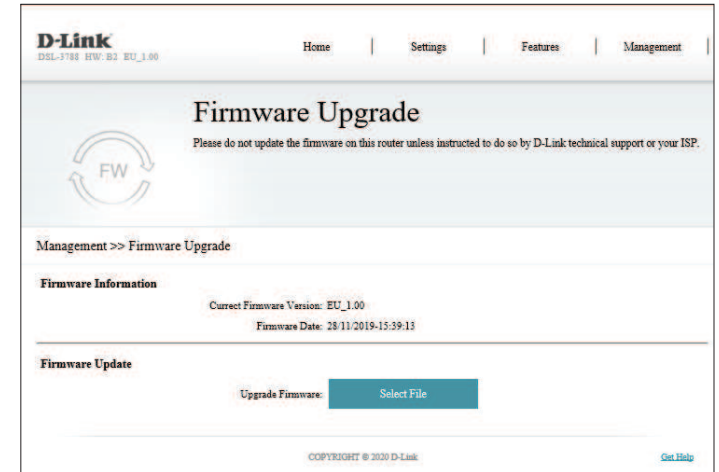 D-Link
DSL-3788 HW: B2 EU_1.00
Home | Settings | Features | Management |
Firmware Upgrade
Please do not update the firmware on this router unless instructed to do so by D-Link technical support or your ISP.
FW
Management >> Firmware Upgrade
Firmware Information
Currect Firmware Version: EU_1.00
Firmware Date: 28/11/2019-15:39:13
Firmware Update
Upgrade Firmware: Select File
COPYRIGHT © 2020 D-Link Get Help